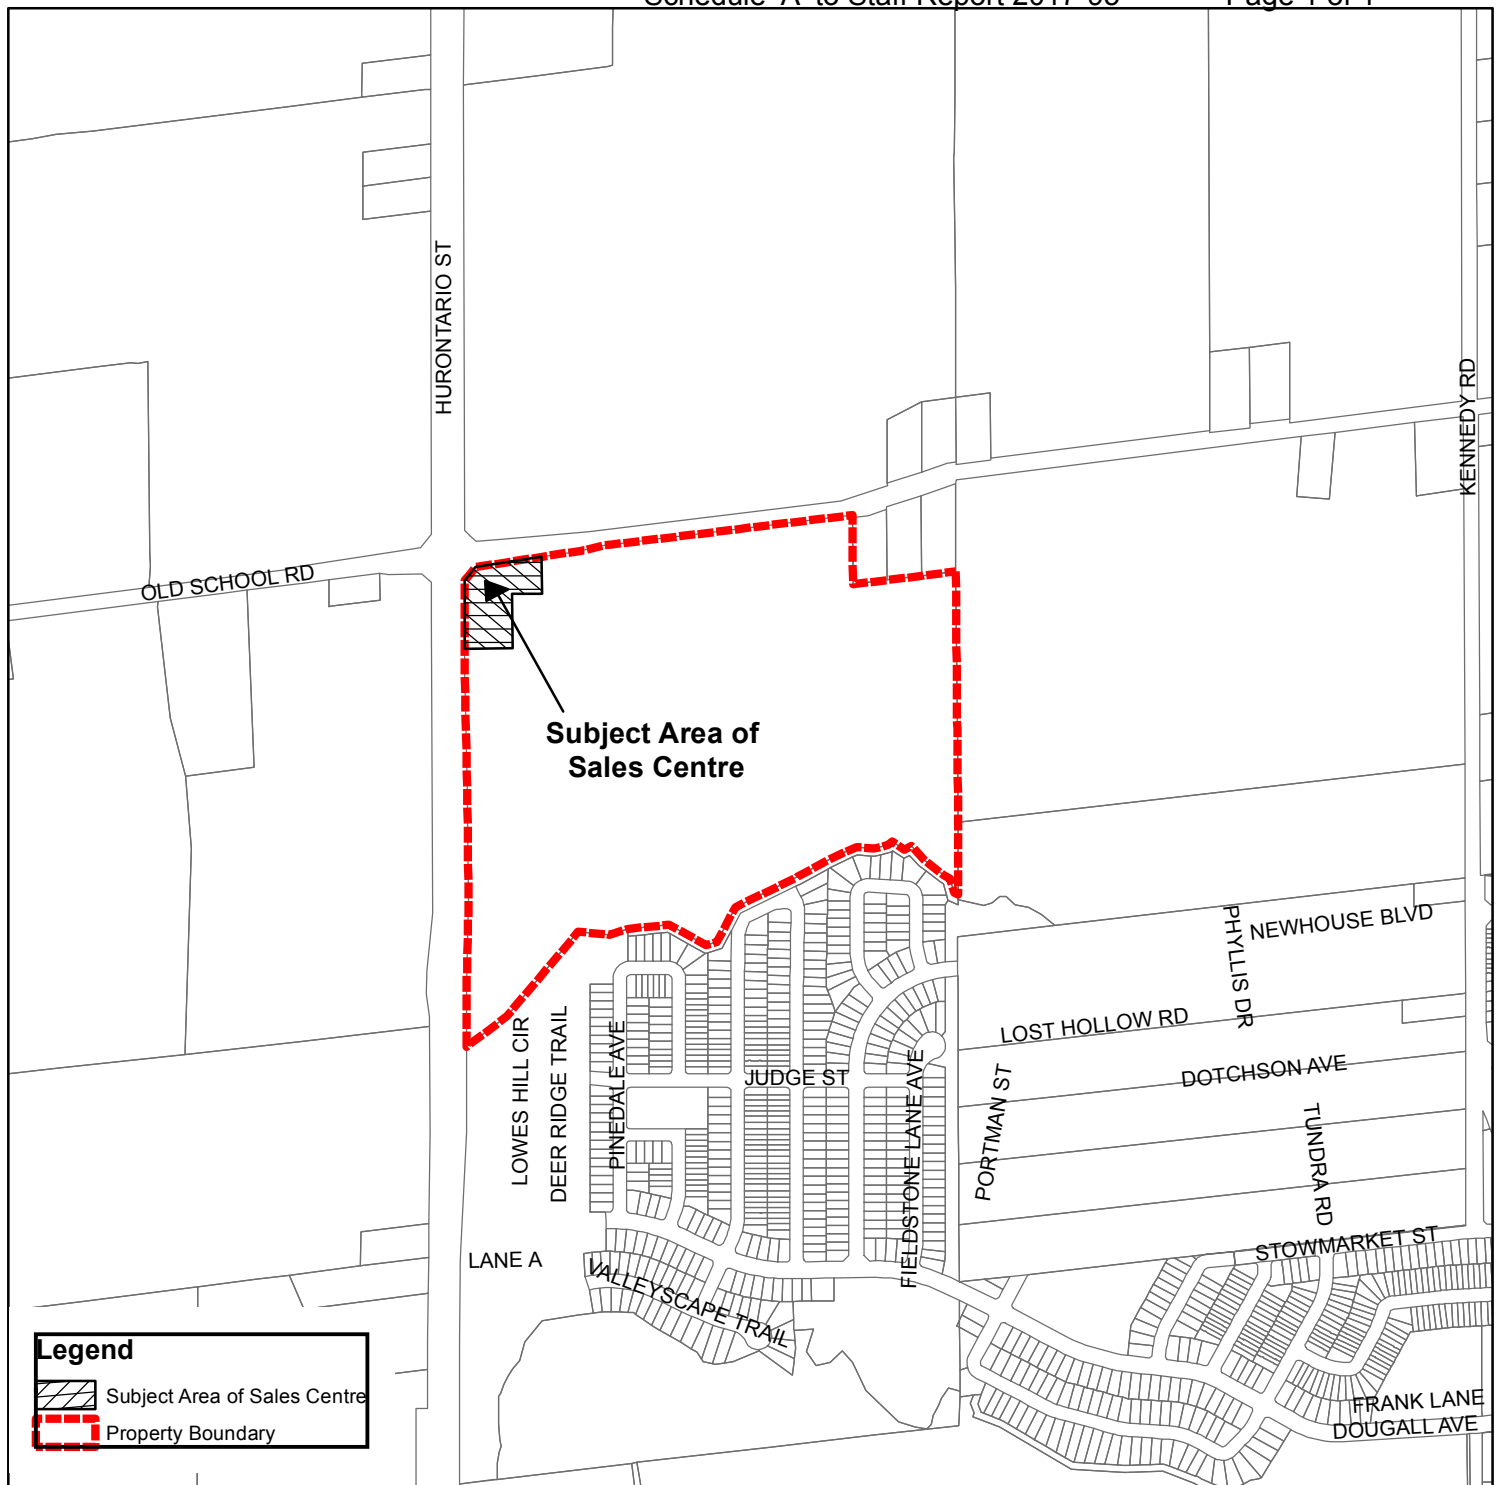 HURONTARIO ST
KENNEDY RD
OLD SCHOOL RD
Subject Area of
Sales Centre
NEWHOUSE BLVD
PHYLLIS DR
LOST HOLLOW RD
DOTCHSON AVE
LOWES HILL CIR
DEER RIDGE TRAIL
PINEDALE AVE
JUDGE ST
FIELDSTONE LANE AVE
PORTMAN ST
TUNDRA RD
STOWMARKET ST
LANE A
VALLEYSCAPE TRAIL
FRANK LANE
DOUGALL AVE
Legend
Subject Area of Sales Centre
Property Boundary